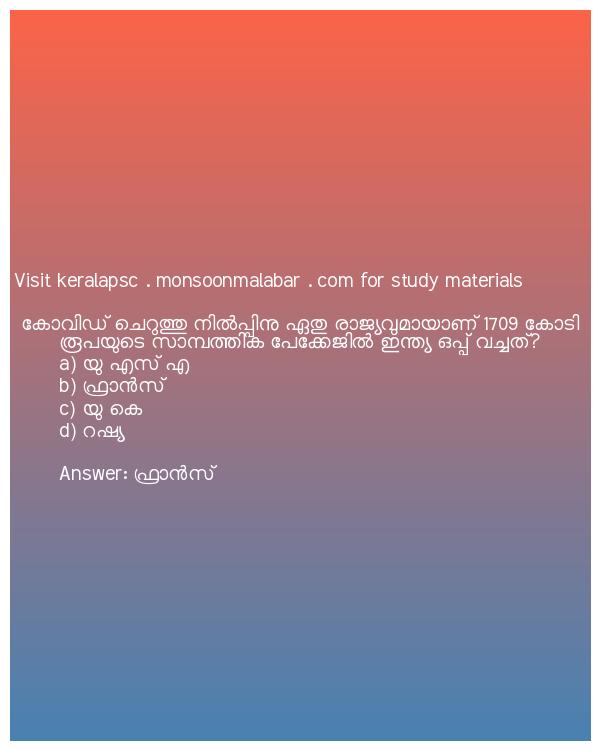 Visit keralapsc . monsoonmalabar . com for study materials
കോവിഡ് ചെറുത്തു നിൽപ്പിനു ഏതു രാജ്യവുമായാണ് 1709 കോടി
രൂപയുടെ സാമ്പത്തിക പേക്കേജിൽ ഇന്ത്യ ഒപ്പ് വച്ചത്?
a) യു എസ് എ
b) ഫ്രാൻസ്
c) യു കെ
d) റഷ്യ
Answer: ഫ്രാൻസ്